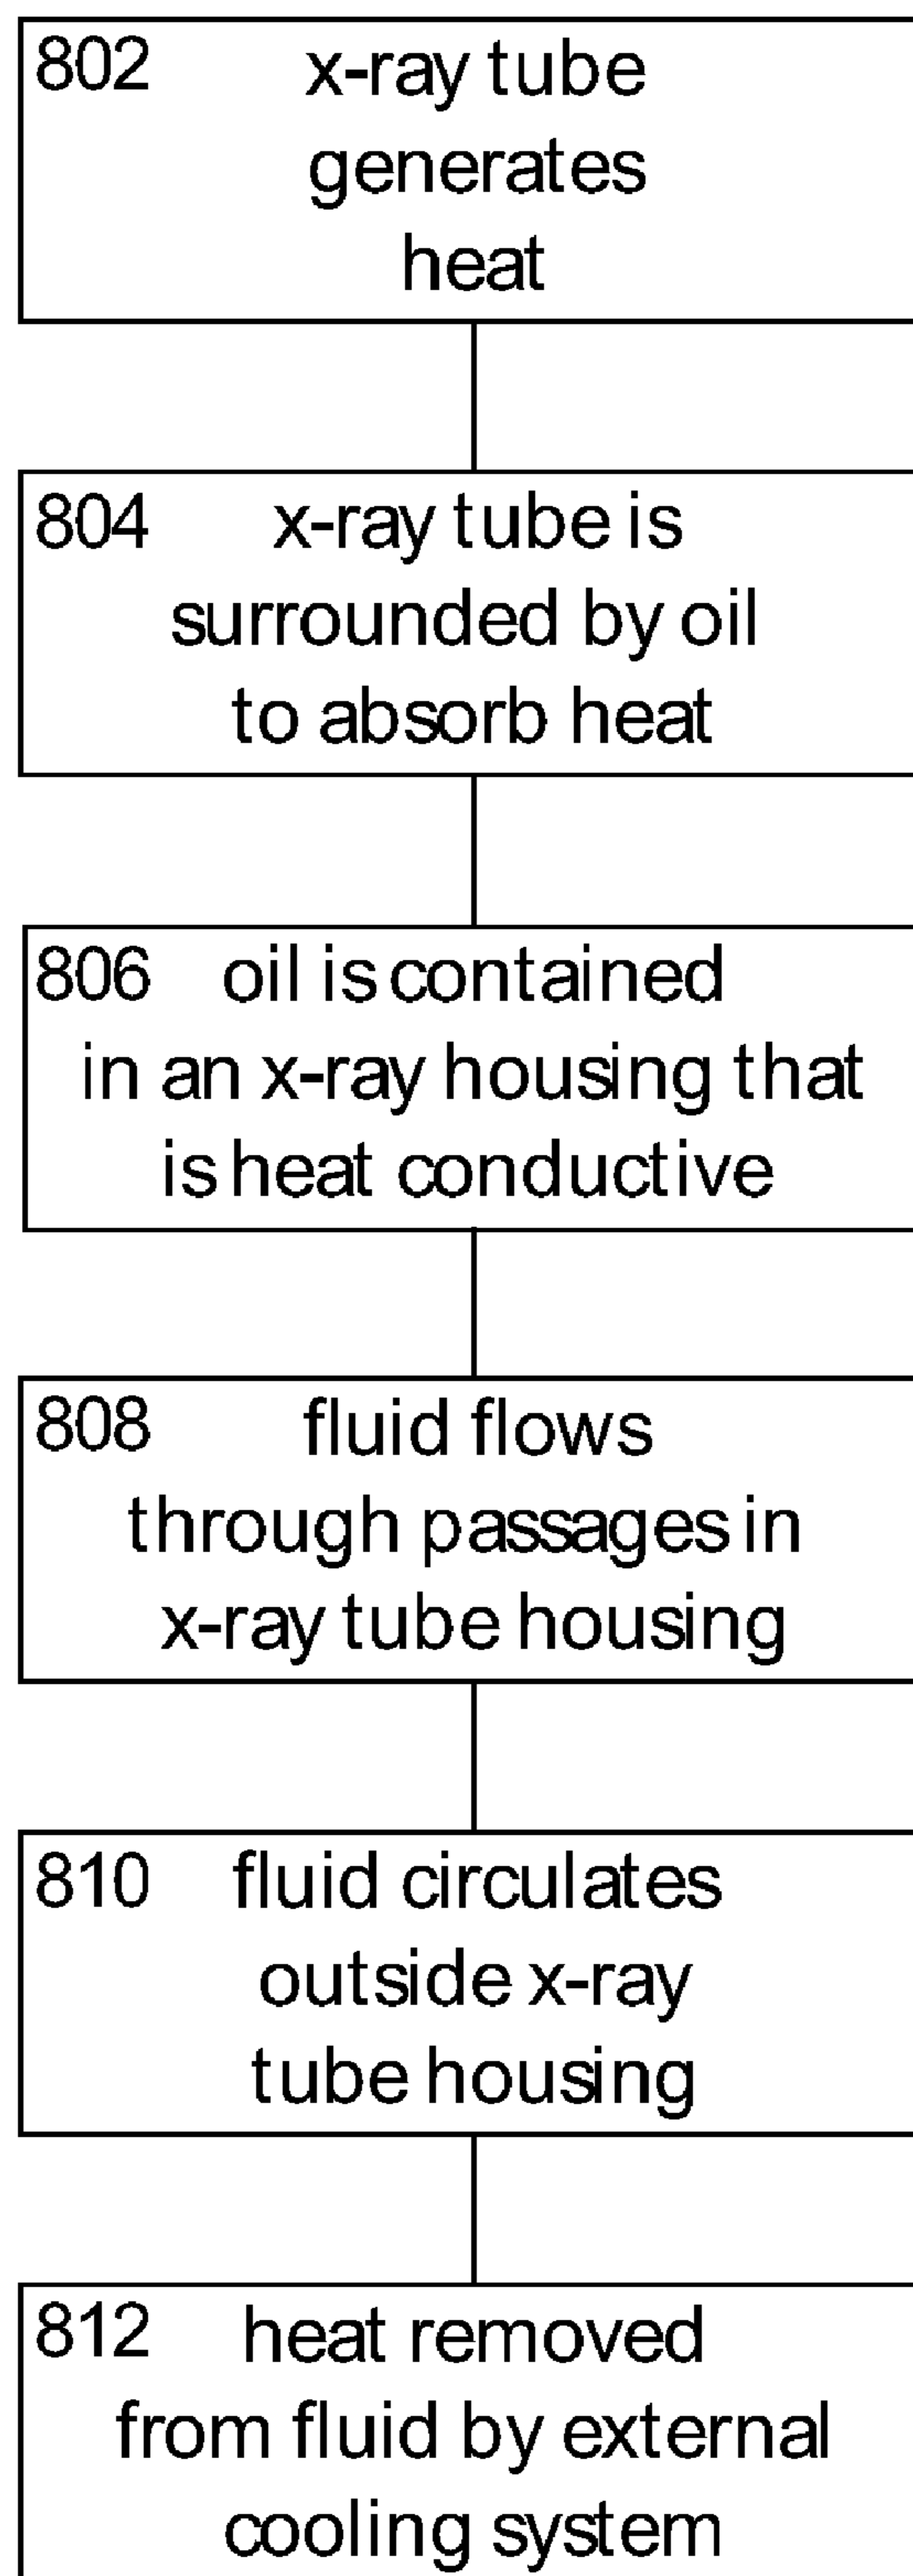 802 x-ray tube
generates
heat
804 x-ray tube is
surrounded by oil
to absorb heat
806 oil is contained
in an x-ray housing that
is heat conductive
808 fluid flows
through passages in
x-ray tube housing
810 fluid circulates
outside x-ray
tube housing
812 heat removed
from fluid by external
cooling system